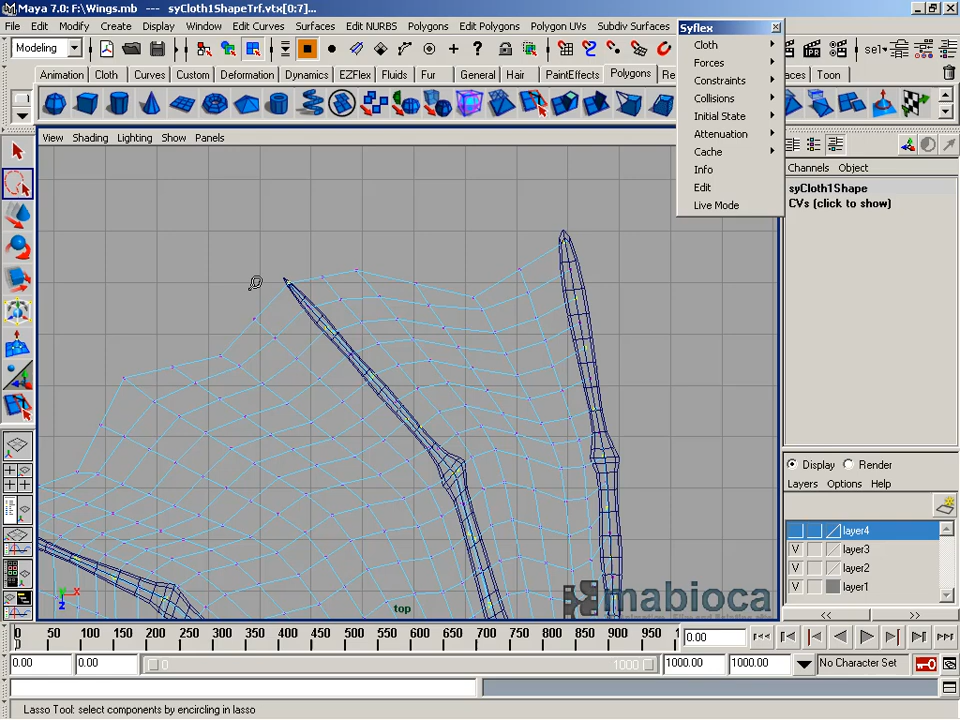 Maya 7.0: F:\Wings.mb --- syCloth1ShapeTrf.vtx[0:7]...
File Edit Modify Create Display Window Edit Curves Surfaces Edit NURBS Polygons Edit Polygons Polygon UVs Subdiv Surfaces
Modeling
sel
Animation Cloth Curves Custom Deformation Dynamics EZFlex Fluids Fur General Hair PaintEffects Polygons Re aces Toon
Syflex
Cloth
Forces
Constraints
Collisions
Initial State
Attenuation
Cache
Info
Edit
Live Mode
View Shading Lighting Show Panels
Channels Object
syCloth1Shape
CVs (click to show)
Display Render
Layers Options Help
layer4
V layer3
V layer2
V layer1
x
z
top
mabioca
0 50 100 150 200 250 300 350 400 450 500 550 600 650 700 750 800 850 900 950
0.00
0.00 0.00 0 1000 1000.00 1000.00 No Character Set
Lasso Tool: select components by encircling in lasso